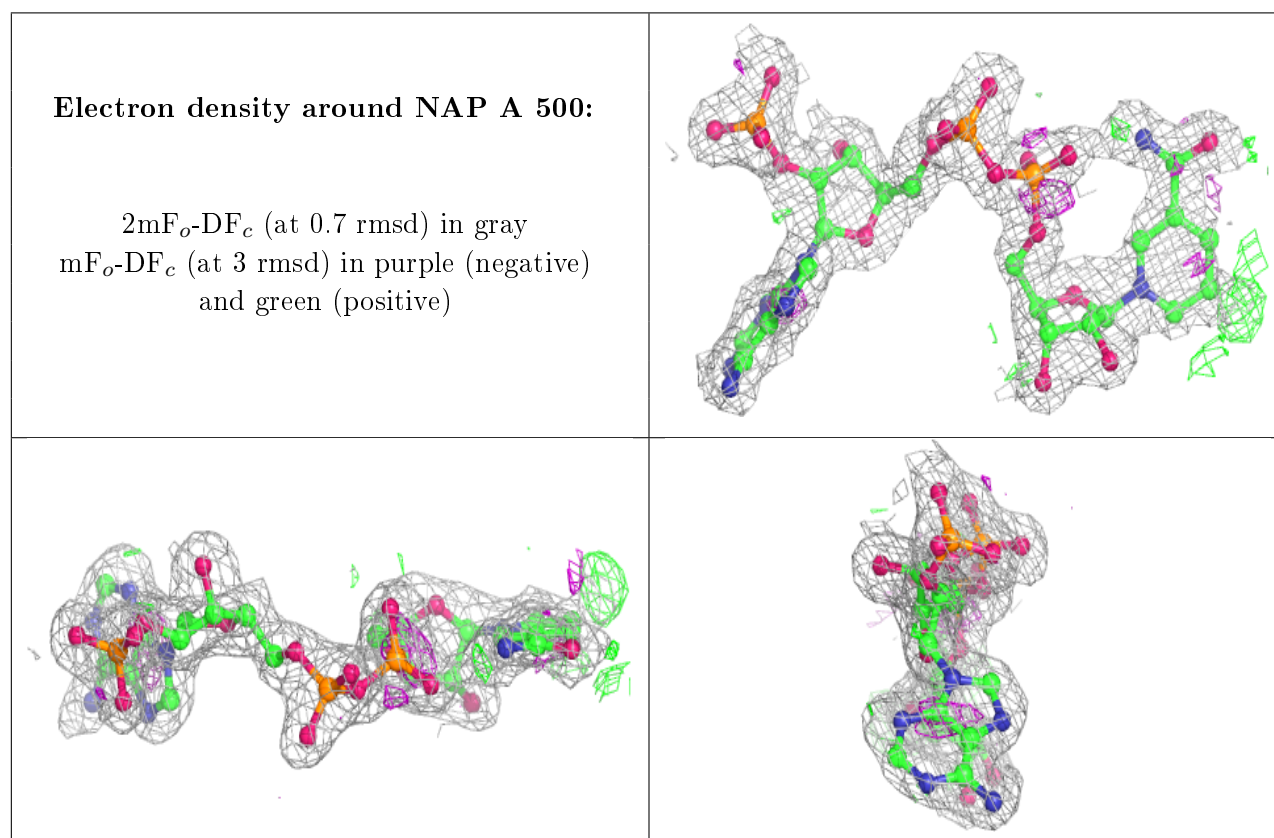 Electron density around NAP A 500:
2mFo-DFc (at 0.7 rmsd) in gray
mFo-DFc (at 3 rmsd) in purple (negative)
and green (positive)